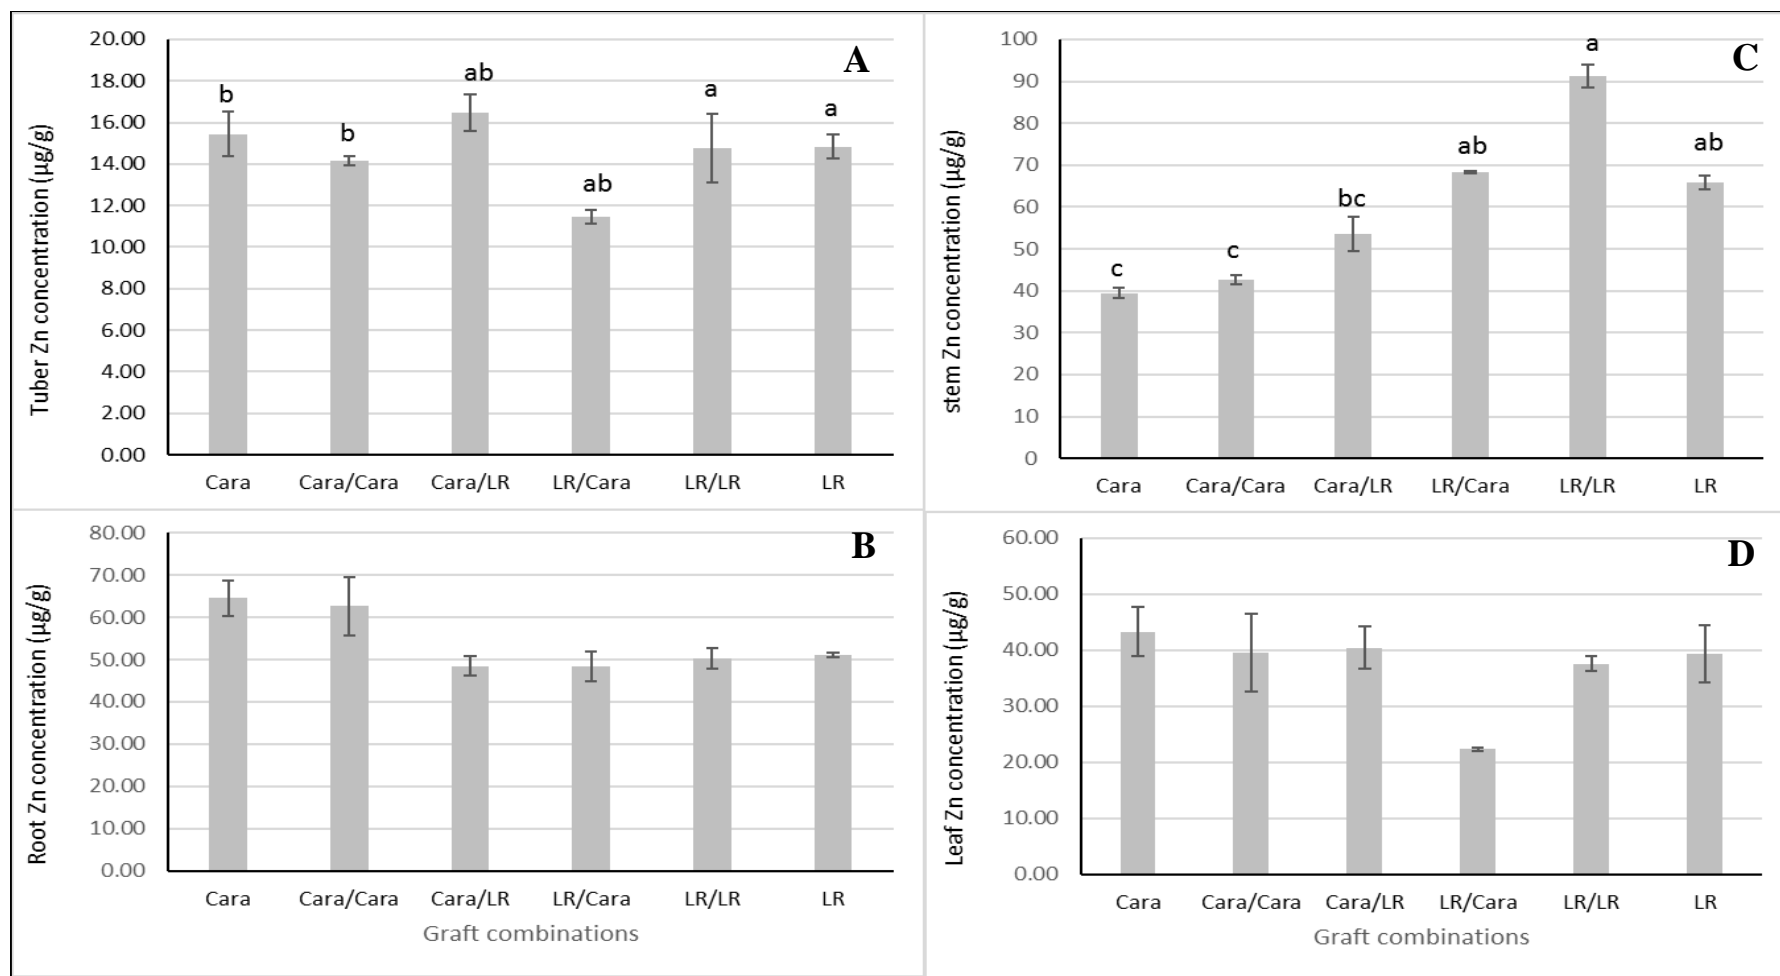 A
Tuber Zn concentration (µg/g)
20.00
18.00
16.00
14.00
12.00
10.00
8.00
6.00
4.00
2.00
0.00
b b ab ab a a
Cara Cara/Cara Cara/LR LR/Cara LR/LR LR
B
Root Zn concentration (µg/g)
80.00
70.00
60.00
50.00
40.00
30.00
20.00
10.00
0.00
Cara Cara/Cara Cara/LR LR/Cara LR/LR LR
Graft combinations
C
stem Zn concentration (µg/g)
100
90
80
70
60
50
40
30
20
10
0
c c bc ab a ab
Cara Cara/Cara Cara/LR LR/Cara LR/LR LR
D
Leaf Zn concentration (µg/g)
60.00
50.00
40.00
30.00
20.00
10.00
0.00
Cara Cara/Cara Cara/LR LR/Cara LR/LR LR
Graft combinations